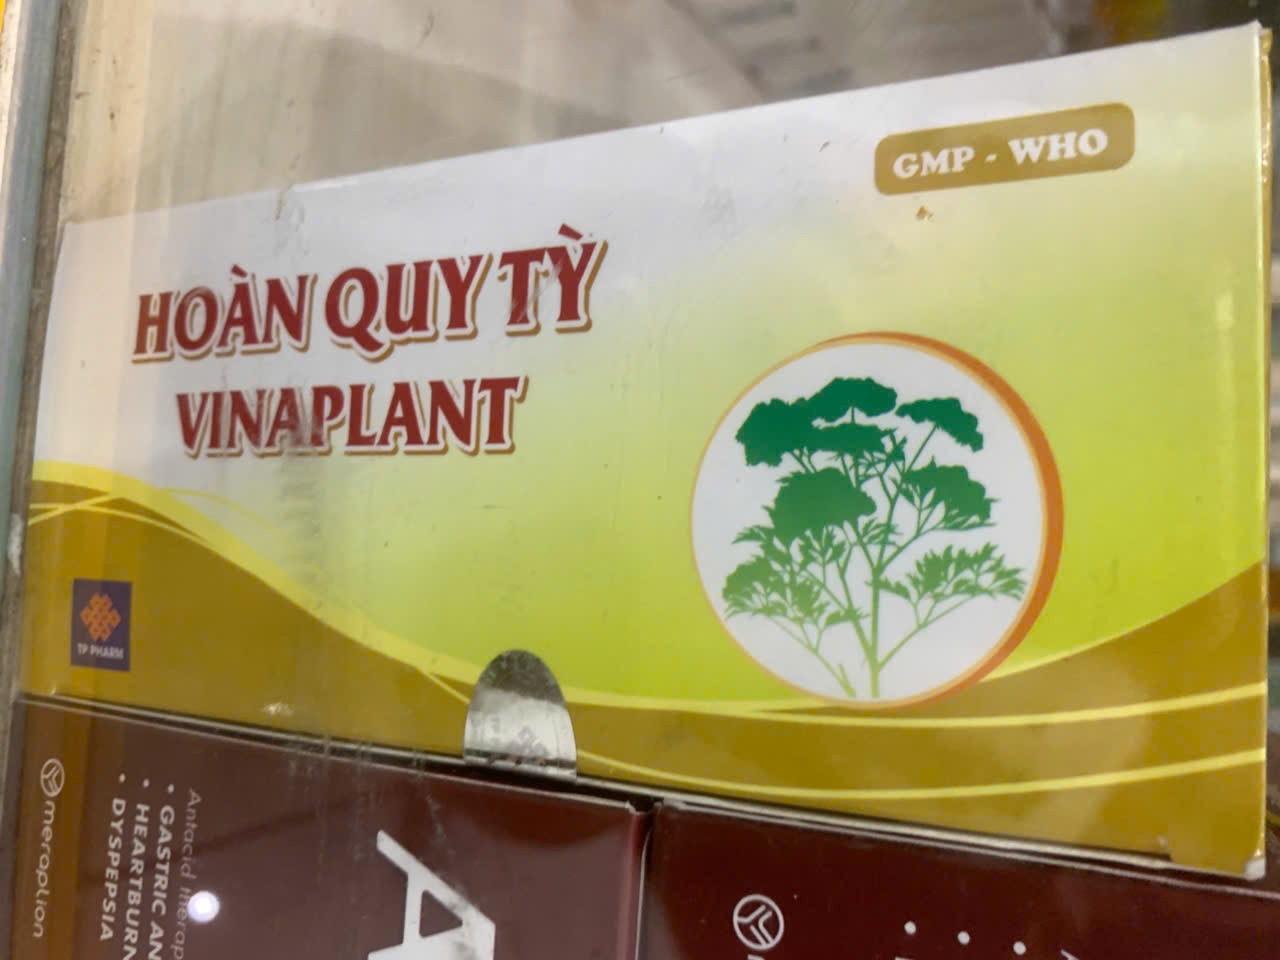 GMP - WHO
HOÀN QUY TỲ
VINAPLANT
TP PHARM
meraplion
Antacid therap
• GASTRIC AN
• HEARTBURN
• DYSPEPSIA
A